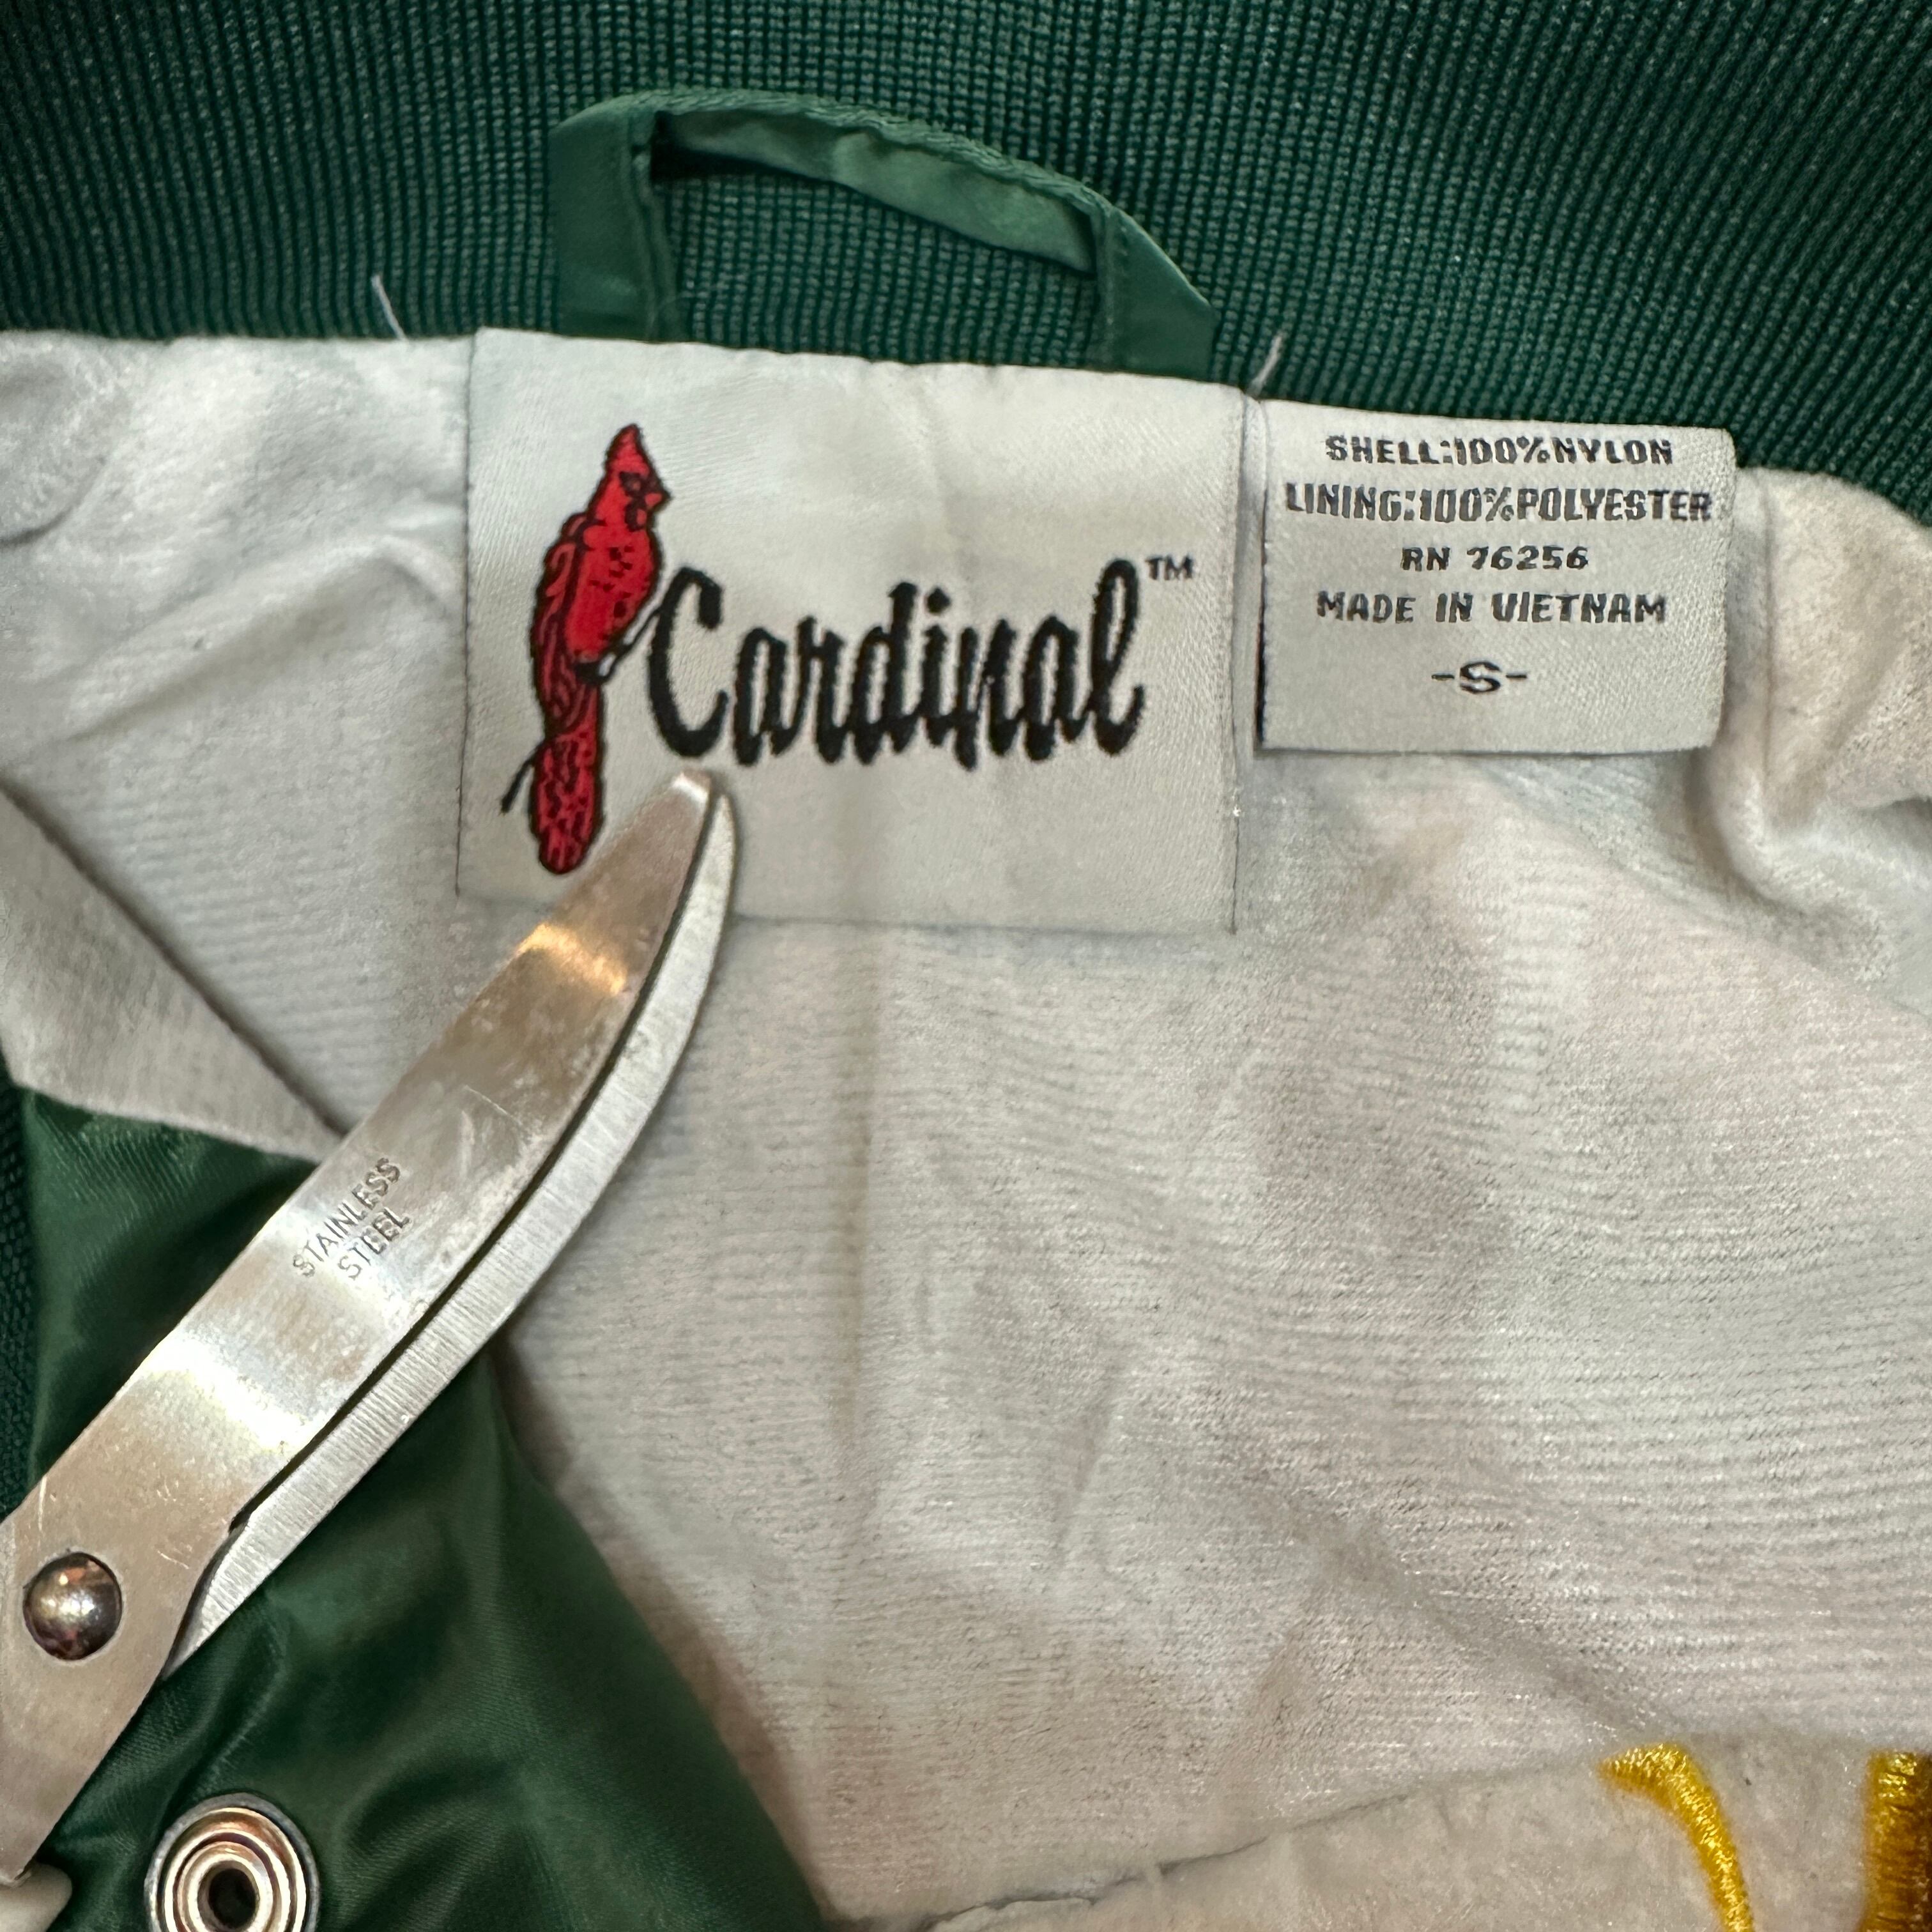 Cardinal™
SHELL:100%NYLON
LINING:100%POLYESTER
RN 76256
MADE IN VIETNAM
-S-
STAINLESS
STEEL